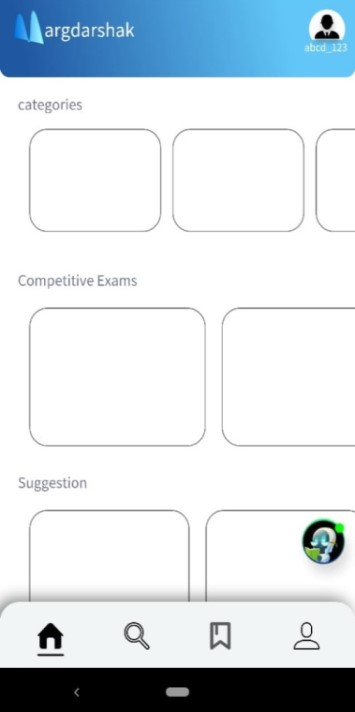 argdarshak
abcd_123
categories
Competitive Exams
Suggestion